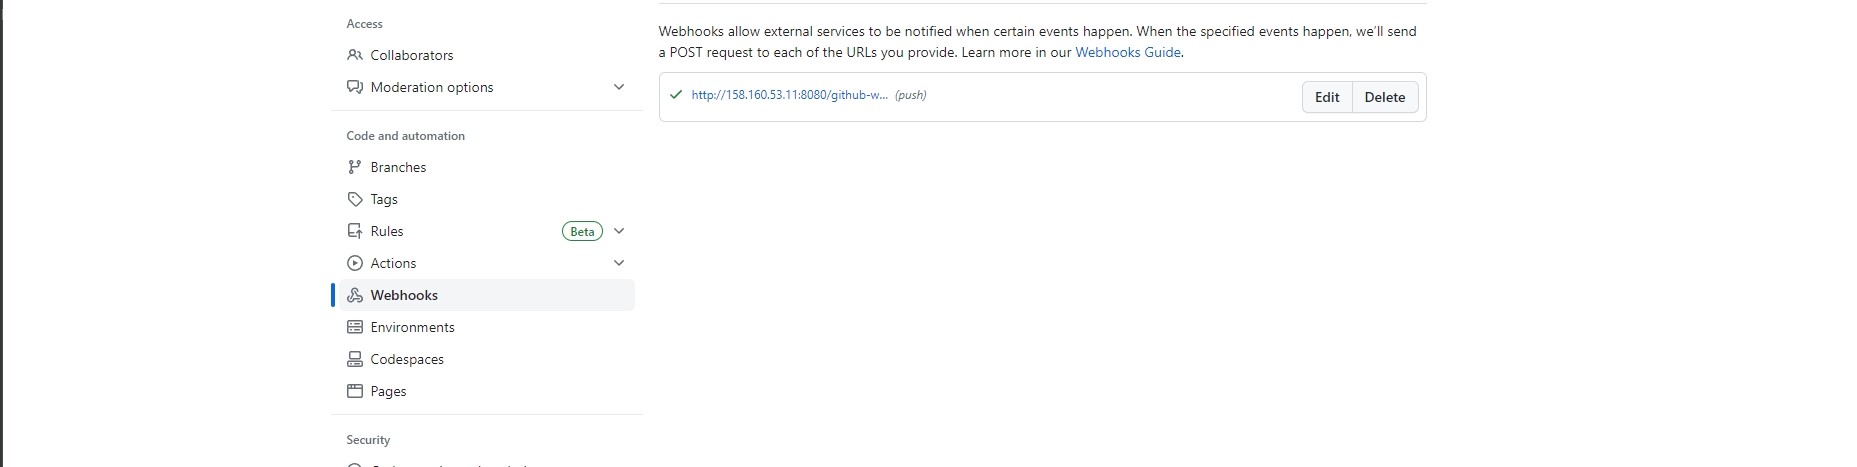 Access
Collaborators
Moderation options
Code and automation
Branches
Tags
Rules Beta
Actions
Webhooks
Environments
Codespaces
Pages
Security
Webhooks allow external services to be notified when certain events happen. When the specified events happen, we'll send
a POST request to each of the URLs you provide. Learn more in our Webhooks Guide.
http://158.160.53.11:8080/github-w... (push)
Edit Delete